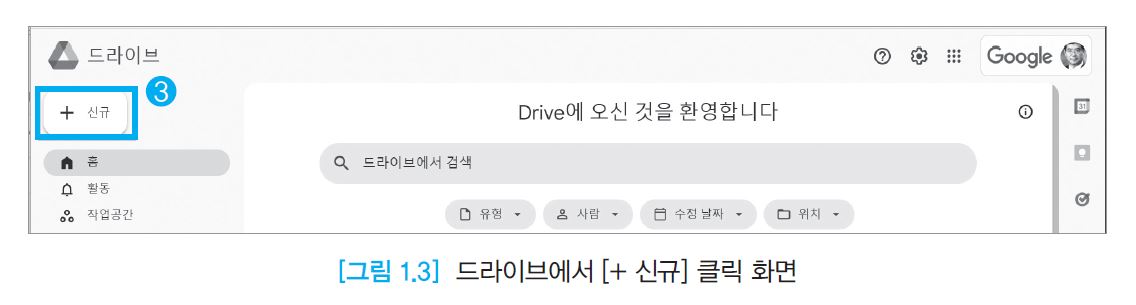 드라이브
Google
+ 신규
3
Drive에 오신 것을 환영합니다
31
홈
드라이브에서 검색
활동
작업공간
유형
사람
수정 날짜
위치
[그림 1.3] 드라이브에서 [+ 신규] 클릭 화면